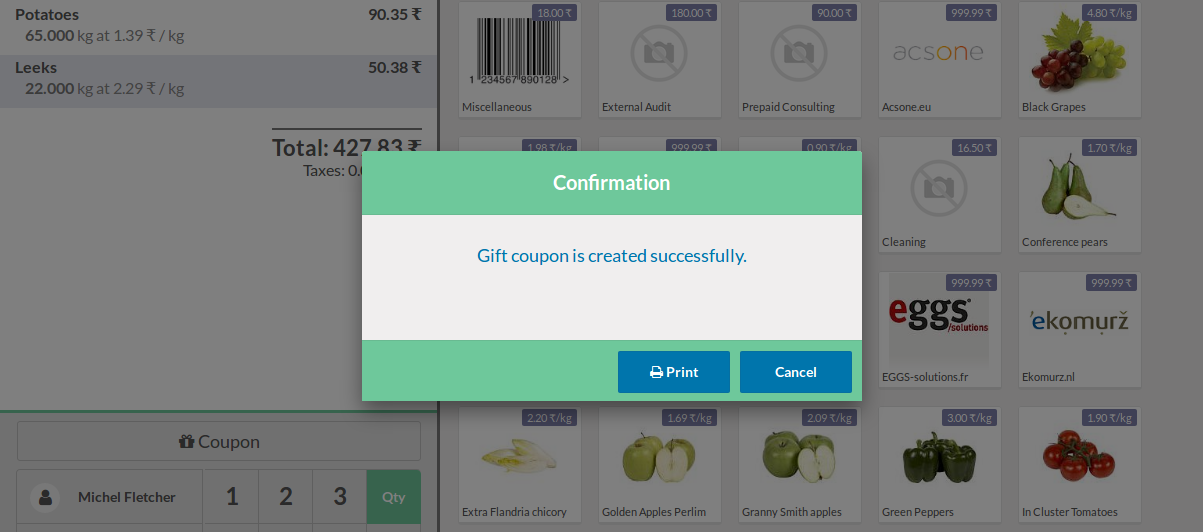 Potatoes 90.35 ₹
65.000 kg at 1.39 ₹ / kg
Leeks 50.38 ₹
22.000 kg at 2.29 ₹ / kg
Total: 427.83 ₹
Taxes: 0.0
18.00 ₹
1 234567 890128 >
Miscellaneous
180.00 ₹
External Audit
90.00 ₹
Prepaid Consulting
999.99 ₹
acsone
Acsone.eu
4.80 ₹/kg
Black Grapes
1.98 ₹/kg
999.99 ₹
0.90 ₹/kg
16.50 ₹
Cleaning
1.70 ₹/kg
Conference pears
Confirmation
Gift coupon is created successfully.
Print
Cancel
999.99 ₹
eggs
/solutions
EGGS-solutions.fr
999.99 ₹
ekomurż
Ekomurz.nl
Coupon
Michel Fletcher
1 2 3 Qty
2.20 ₹/kg
Extra Flandria chicory
1.69 ₹/kg
Golden Apples Perlim
2.09 ₹/kg
Granny Smith apples
3.00 ₹/kg
Green Peppers
1.90 ₹/kg
In Cluster Tomatoes